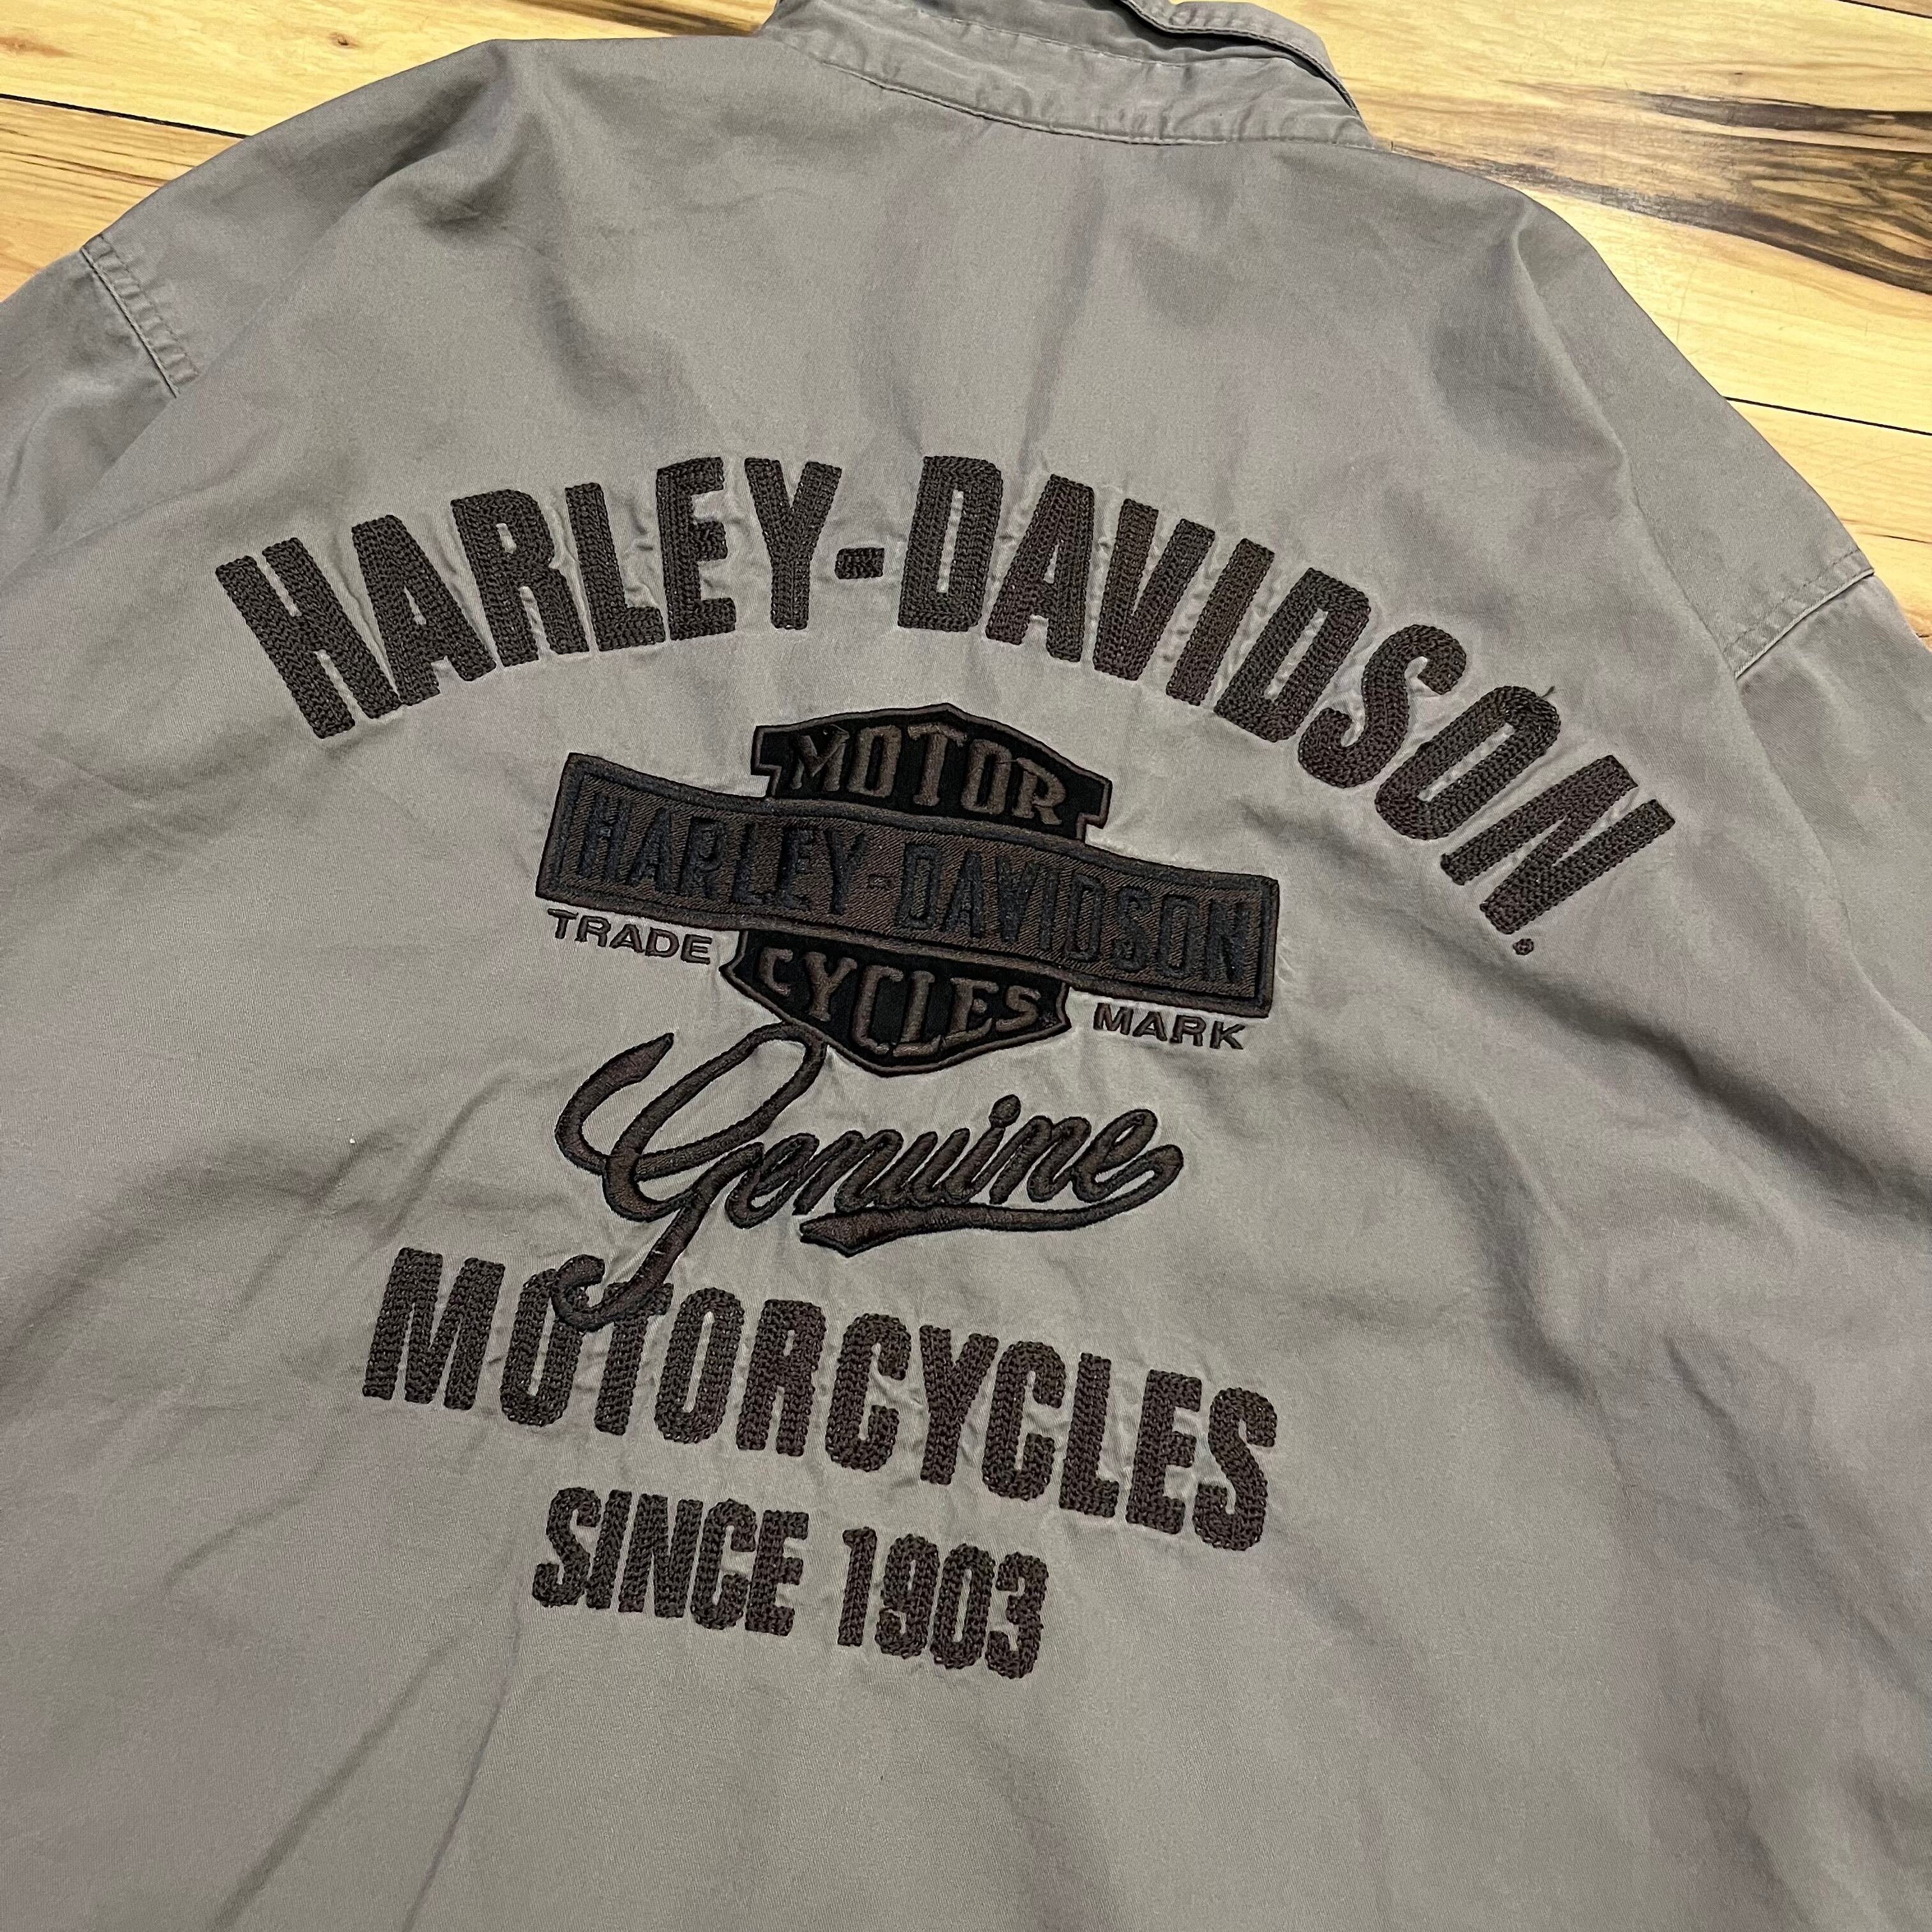 HARLEY-DAVIDSON
MOTOR
HARLEY-DAVIDSON
TRADE MARK
CYCLES
Genuine
MOTORCYCLES
SINCE 1903